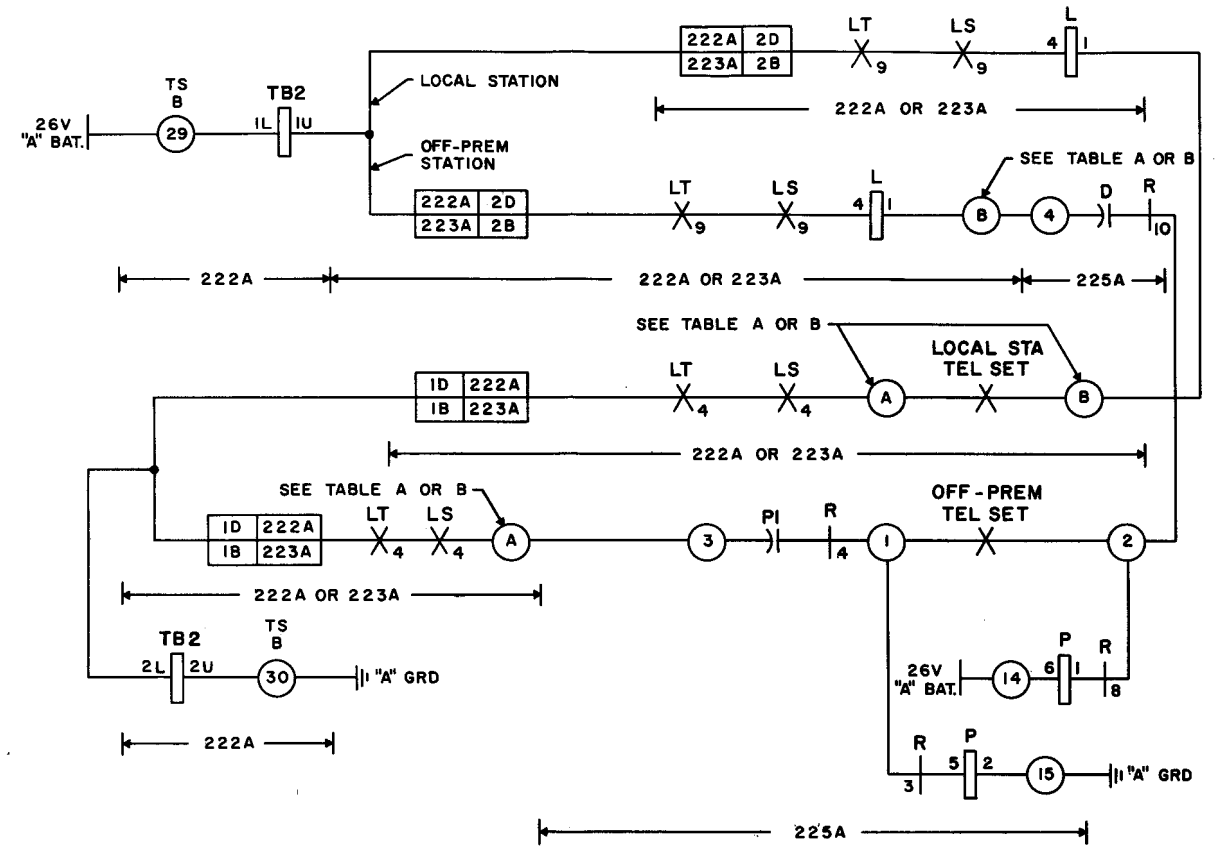 LT LS L
222A 2D 4 1
223A 2B 9 9
LOCAL STATION
TS
B
TB2
222A OR 223A
26V
"A" BAT.
29
1L 1U
OFF-PREM
STATION
SEE TABLE A OR B
LT LS L D R
222A 2D 4 1 B 4
223A 2B 9 9 10
222A 222A OR 223A 225A
SEE TABLE A OR B
LOCAL STA
TEL SET
LT LS
1D 222A A B
1B 223A 4 4
222A OR 223A
SEE TABLE A OR B
OFF-PREM
TEL SET
LT LS P1 R
1D 222A A 3 1 2
1B 223A 4 4 4
222A OR 223A
TS
B
TB2
2L 2U 30 "A" GRD
P R
26V
"A" BAT.
14 6 1 8
222A
R P
3 5 2 15 "A" GRD
225A